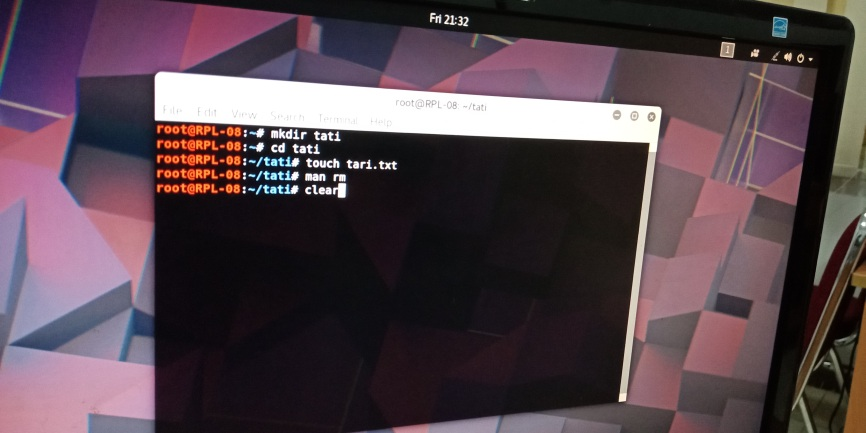 Fri 21:32
1
root@RPL-08: ~/tati
File Edit View Search Terminal Help
root@RPL-08:~# mkdir tati
root@RPL-08:~# cd tati
root@RPL-08:~/tati# touch tari.txt
root@RPL-08:~/tati# man rm
root@RPL-08:~/tati# clear